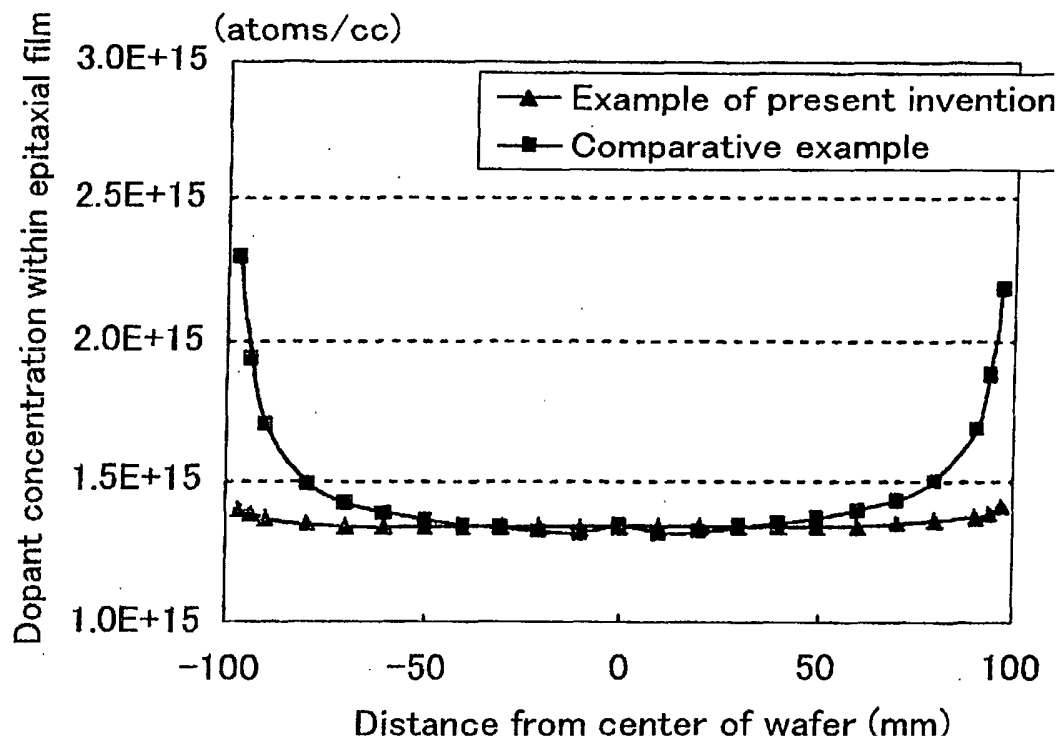 (atoms/cc)
Dopant concentration within epitaxial film
3.0E+15
2.5E+15
2.0E+15
1.5E+15
1.0E+15
Example of present invention
Comparative example
-100 -50 0 50 100
Distance from center of wafer (mm)